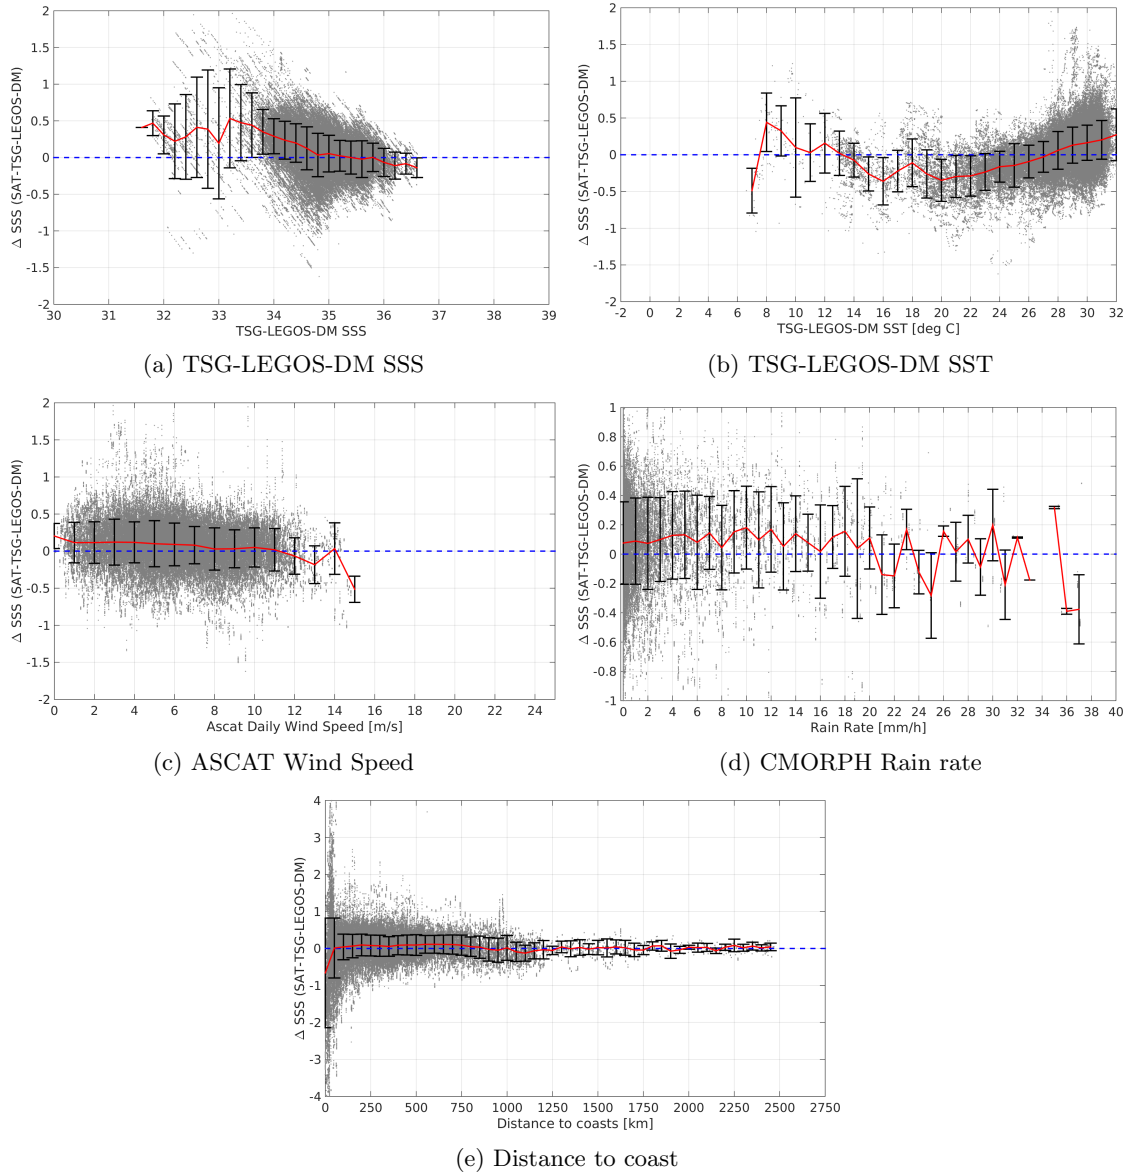 2
1.5
1
0.5
0
-0.5
-1
-1.5
-2
Δ SSS (SAT-TSG-LEGOS-DM)
30 31 32 33 34 35 36 37 38 39
TSG-LEGOS-DM SSS
(a) TSG-LEGOS-DM SSS
2
1.5
1
0.5
0
-0.5
-1
-1.5
-2
Δ SSS (SAT-TSG-LEGOS-DM)
-2 0 2 4 6 8 10 12 14 16 18 20 22 24 26 28 30 32
TSG-LEGOS-DM SST [deg C]
(b) TSG-LEGOS-DM SST
2
1.5
1
0.5
0
-0.5
-1
-1.5
-2
Δ SSS (SAT-TSG-LEGOS-DM)
0 2 4 6 8 10 12 14 16 18 20 22 24
Ascat Daily Wind Speed [m/s]
(c) ASCAT Wind Speed
1
0.8
0.6
0.4
0.2
0
-0.2
-0.4
-0.6
-0.8
-1
Δ SSS (SAT-TSG-LEGOS-DM)
0 2 4 6 8 10 12 14 16 18 20 22 24 26 28 30 32 34 36 38 40
Rain Rate [mm/h]
(d) CMORPH Rain rate
4
3
2
1
0
-1
-2
-3
-4
Δ SSS (SAT-TSG-LEGOS-DM)
0 250 500 750 1000 1250 1500 1750 2000 2250 2500 2750
Distance to coasts [km]
(e) Distance to coast